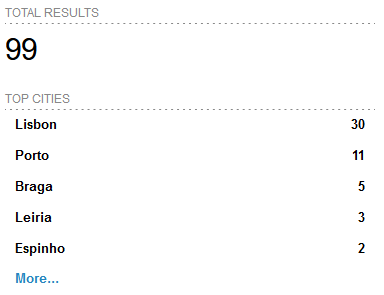 TOTAL RESULTS
99
TOP CITIES
Lisbon 30
Porto 11
Braga 5
Leiria 3
Espinho 2
More...